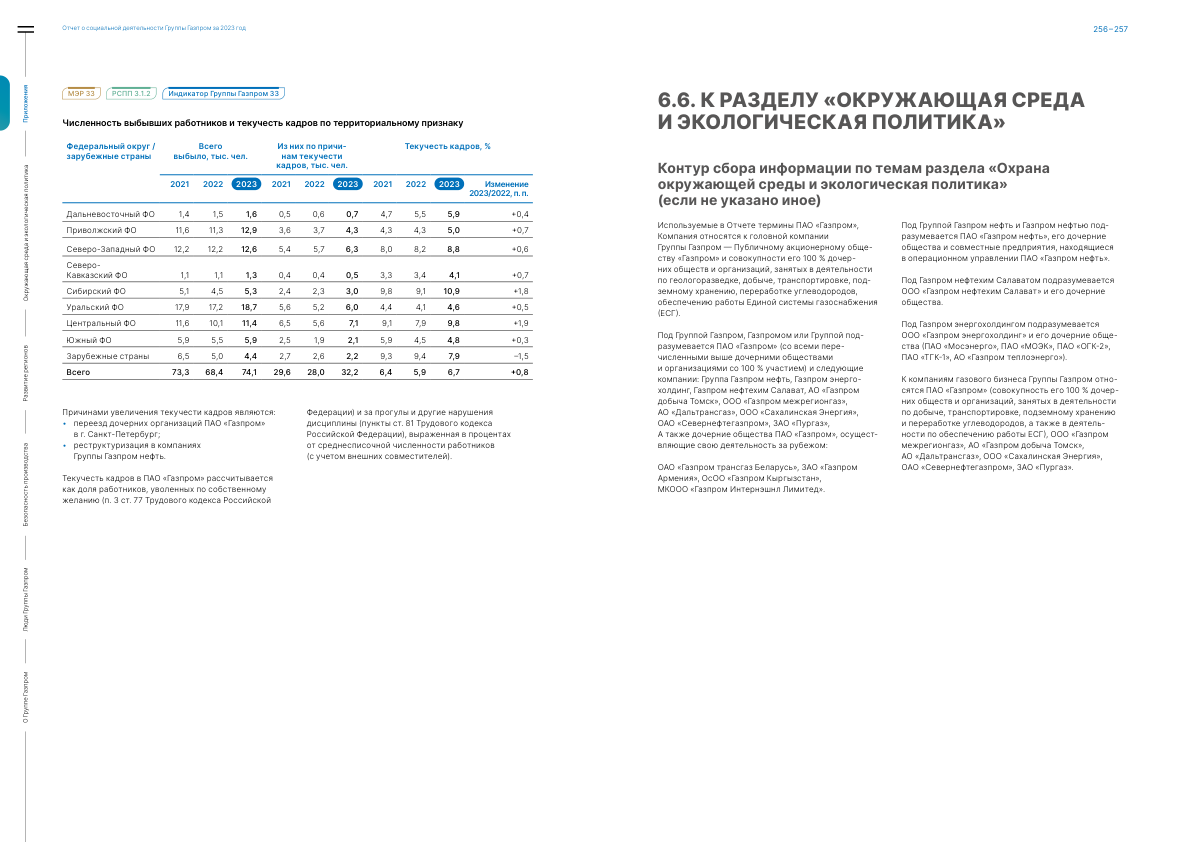 Отчет о социальной деятельности Группы Газпром за 2023 год
256–257
Приложения
Окружающая среда и экологическая политика
Развитие регионов
Безопасность производства
Люди Группы Газпром
О Группе Газпром
МЭР 33 РСПП 3.1.2 Индикатор Группы Газпром 33
Численность выбывших работников и текучесть кадров по территориальному признаку
Федеральный округ / зарубежные страны
Всего выбыло, тыс. чел.
Из них по причи-
нам текучести
кадров, тыс. чел.
Текучесть кадров, %
2021 2022 2023 2021 2022 2023 2021 2022 2023 Изменение 2023/2022, п. п.
Дальневосточный ФО 1,4 1,5 1,6 0,5 0,6 0,7 4,7 5,5 5,9 +0,4
Приволжский ФО 11,6 11,3 12,9 3,6 3,7 4,3 4,3 4,3 5,0 +0,7
Северо-Западный ФО 12,2 12,2 12,6 5,4 5,7 6,3 8,0 8,2 8,8 +0,6
Северо-
Кавказский ФО 1,1 1,1 1,3 0,4 0,4 0,5 3,3 3,4 4,1 +0,7
Сибирский ФО 5,1 4,5 5,3 2,4 2,3 3,0 9,8 9,1 10,9 +1,8
Уральский ФО 17,9 17,2 18,7 5,6 5,2 6,0 4,4 4,1 4,6 +0,5
Центральный ФО 11,6 10,1 11,4 6,5 5,6 7,1 9,1 7,9 9,8 +1,9
Южный ФО 5,9 5,5 5,9 2,5 1,9 2,1 5,9 4,5 4,8 +0,3
Зарубежные страны 6,5 5,0 4,4 2,7 2,6 2,2 9,3 9,4 7,9 –1,5
Всего 73,3 68,4 74,1 29,6 28,0 32,2 6,4 5,9 6,7 +0,8
Причинами увеличения текучести кадров являются:
• переезд дочерних организаций ПАО «Газпром»
в г. Санкт-Петербург;
• реструктуризация в компаниях
Группы Газпром нефть.
Текучесть кадров в ПАО «Газпром» рассчитывается
как доля работников, уволенных по собственному
желанию (п. 3 ст. 77 Трудового кодекса Российской
Федерации) и за прогулы и другие нарушения
дисциплины (пункты ст. 81 Трудового кодекса
Российской Федерации), выраженная в процентах
от среднесписочной численности работников
(с учетом внешних совместителей).
6.6. К РАЗДЕЛУ «ОКРУЖАЮЩАЯ СРЕДА
И ЭКОЛОГИЧЕСКАЯ ПОЛИТИКА»
Контур сбора информации по темам раздела «Охрана
окружающей среды и экологическая политика»
(если не указано иное)
Используемые в Отчете термины ПАО «Газпром»,
Компания относятся к головной компании
Группы Газпром — Публичному акционерному обще-
ству «Газпром» и совокупности его 100 % дочер-
них обществ и организаций, занятых в деятельности
по геологоразведке, добыче, транспортировке, под-
земному хранению, переработке углеводородов,
обеспечению работы Единой системы газоснабжения
(ЕСГ).
Под Группой Газпром, Газпромом или Группой под-
разумевается ПАО «Газпром» (со всеми пере-
численными выше дочерними обществами
и организациями со 100 % участием) и следующие
компании: Группа Газпром нефть, Газпром энерго-
холдинг, Газпром нефтехим Салават, АО «Газпром
добыча Томск», ООО «Газпром межрегионгаз»,
АО «Дальтрансгаз», ООО «Сахалинская Энергия»,
ОАО «Севернефтегазпром», ЗАО «Пургаз»,
А также дочерние общества ПАО «Газпром», осущест-
вляющие свою деятельность за рубежом:
ОАО «Газпром трансгаз Беларусь», ЗАО «Газпром
Армения», ОсОО «Газпром Кыргызстан»,
МКООО «Газпром Интернэшнл Лимитед».
Под Группой Газпром нефть и Газпром нефтью под-
разумевается ПАО «Газпром нефть», его дочерние
общества и совместные предприятия, находящиеся
в операционном управлении ПАО «Газпром нефть».
Под Газпром нефтехим Салаватом подразумевается
ООО «Газпром нефтехим Салават» и его дочерние
общества.
Под Газпром энергохолдингом подразумевается
ООО «Газпром энергохолдинг» и его дочерние обще-
ства (ПАО «Мосэнерго», ПАО «МОЭК», ПАО «ОГК-2»,
ПАО «ТГК-1», АО «Газпром теплоэнерго»).
К компаниям газового бизнеса Группы Газпром отно-
сятся ПАО «Газпром» (совокупность его 100 % дочер-
них обществ и организаций, занятых в деятельности
по добыче, транспортировке, подземному хранению
и переработке углеводородов, а также в деятель-
ности по обеспечению работы ЕСГ), ООО «Газпром
межрегионгаз», АО «Газпром добыча Томск»,
АО «Дальтрансгаз», ООО «Сахалинская Энергия»,
ОАО «Севернефтегазпром», ЗАО «Пургаз».